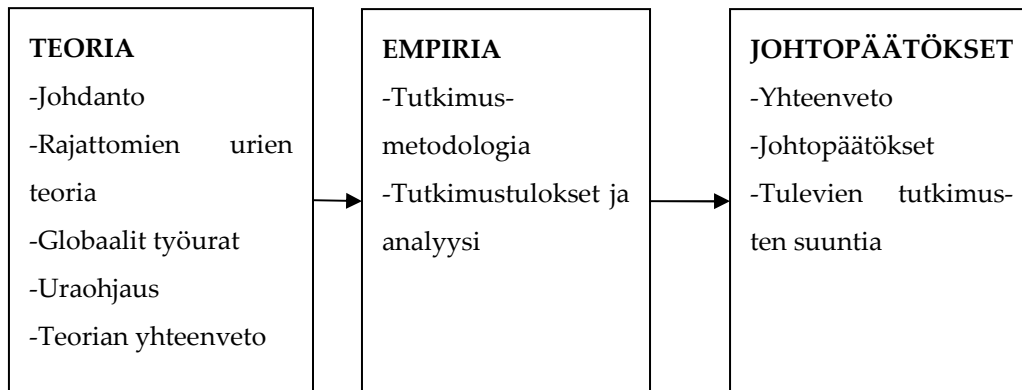 TEORIA
-Johdanto
-Rajattomien urien
teoria
-Globaalit työurat
-Uraohjaus
-Teorian yhteenveto
EMPIRIA
-Tutkimus-
metodologia
-Tutkimustulokset ja
analyysi
JOHTOPÄÄTÖKSET
-Yhteenveto
-Johtopäätökset
-Tulevien tutkimus-
ten suuntia